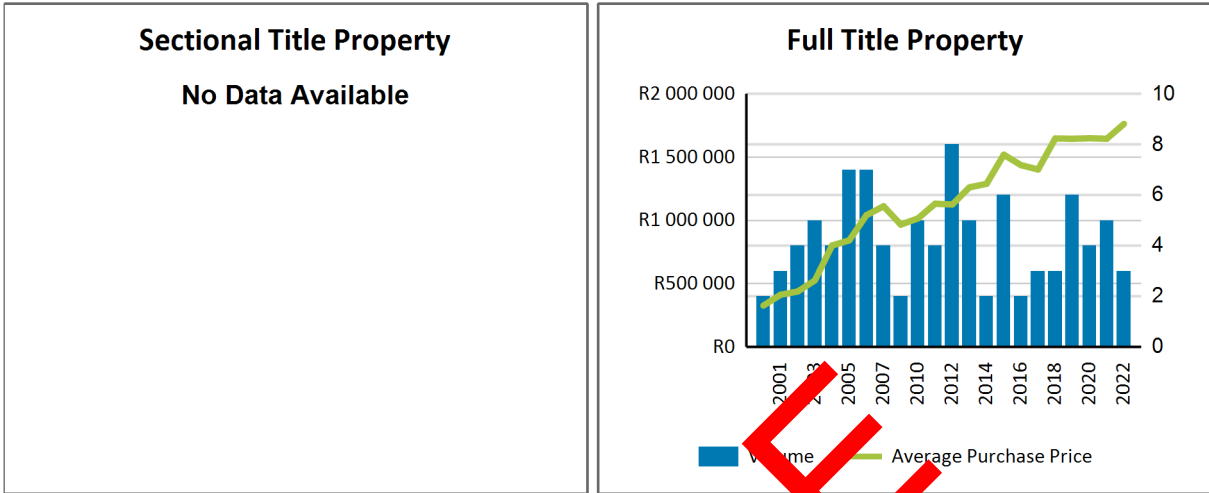 Sectional Title Property
No Data Available
Full Title Property
R2 000 000
R1 500 000
R1 000 000
R500 000
R0
10
8
6
4
2
0
2001
2005
2007
2010
2012
2014
2016
2018
2020
2022
Average Purchase Price